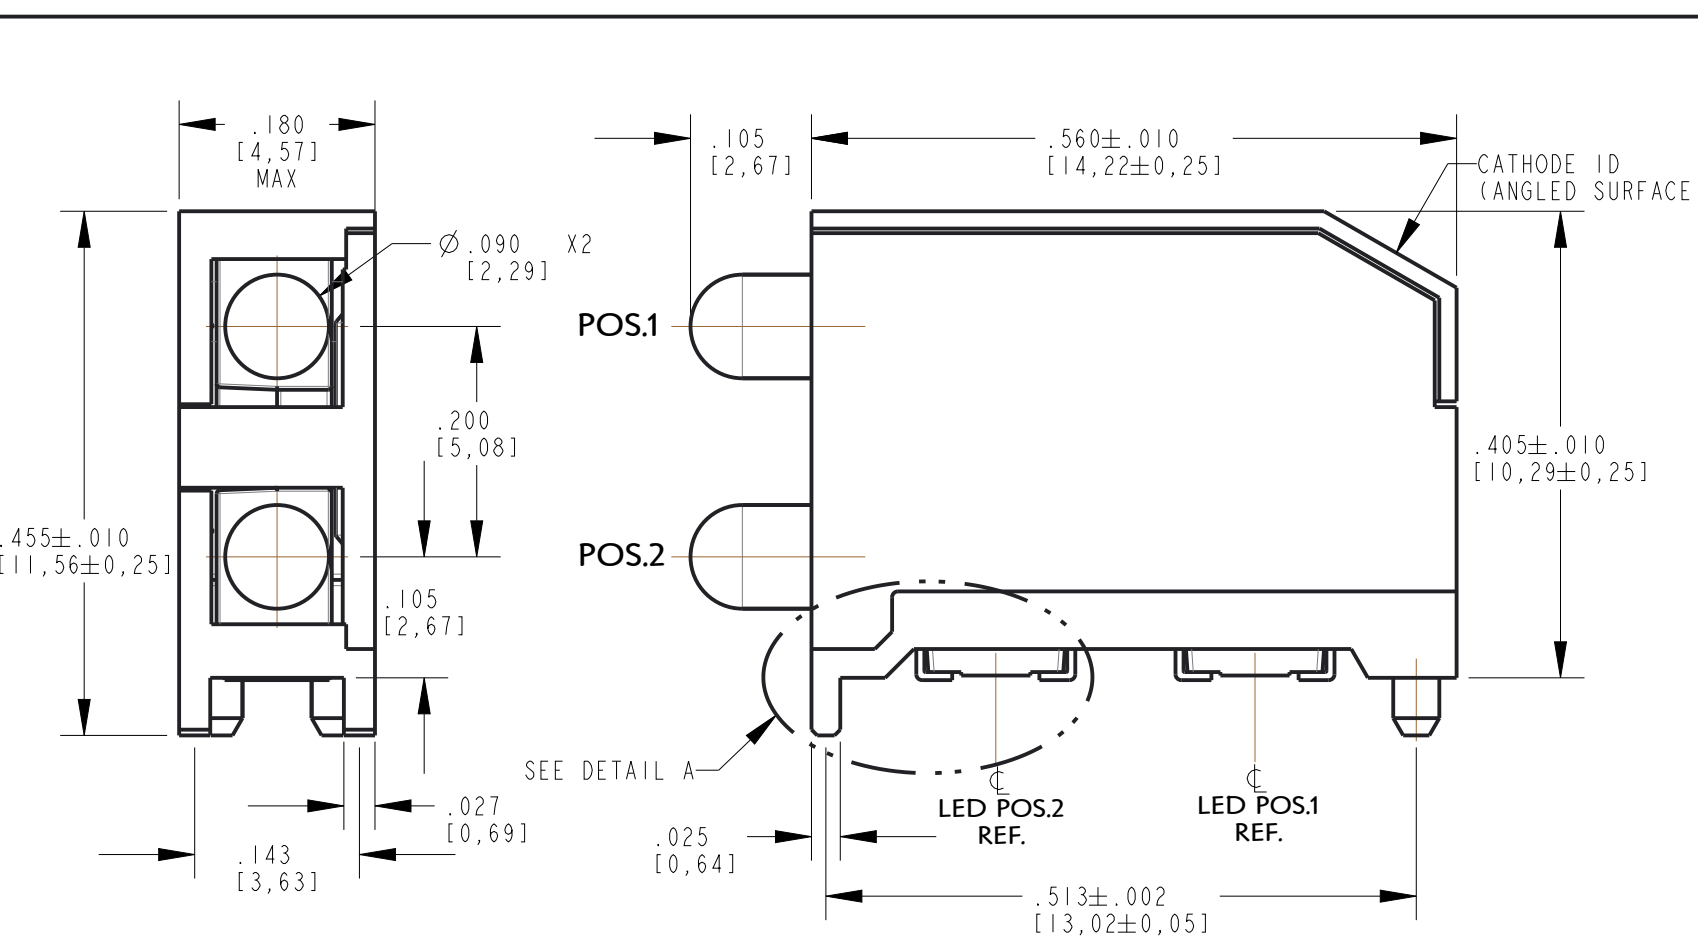 .180
[4,57]
MAX
.105
[2,67]
.560±.010
[14,22±0,25]
CATHODE ID
(ANGLED SURFACE
Ø.090 X2
[2,29]
POS.1
.200
[5,08]
.405±.010
[10,29±0,25]
.455±.010
[11,56±0,25]
POS.2
.105
[2,67]
SEE DETAIL A
℄
LED POS.2
REF.
℄
LED POS.1
REF.
.027
[0,69]
.025
[0,64]
.143
[3,63]
.513±.002
[13,02±0,05]